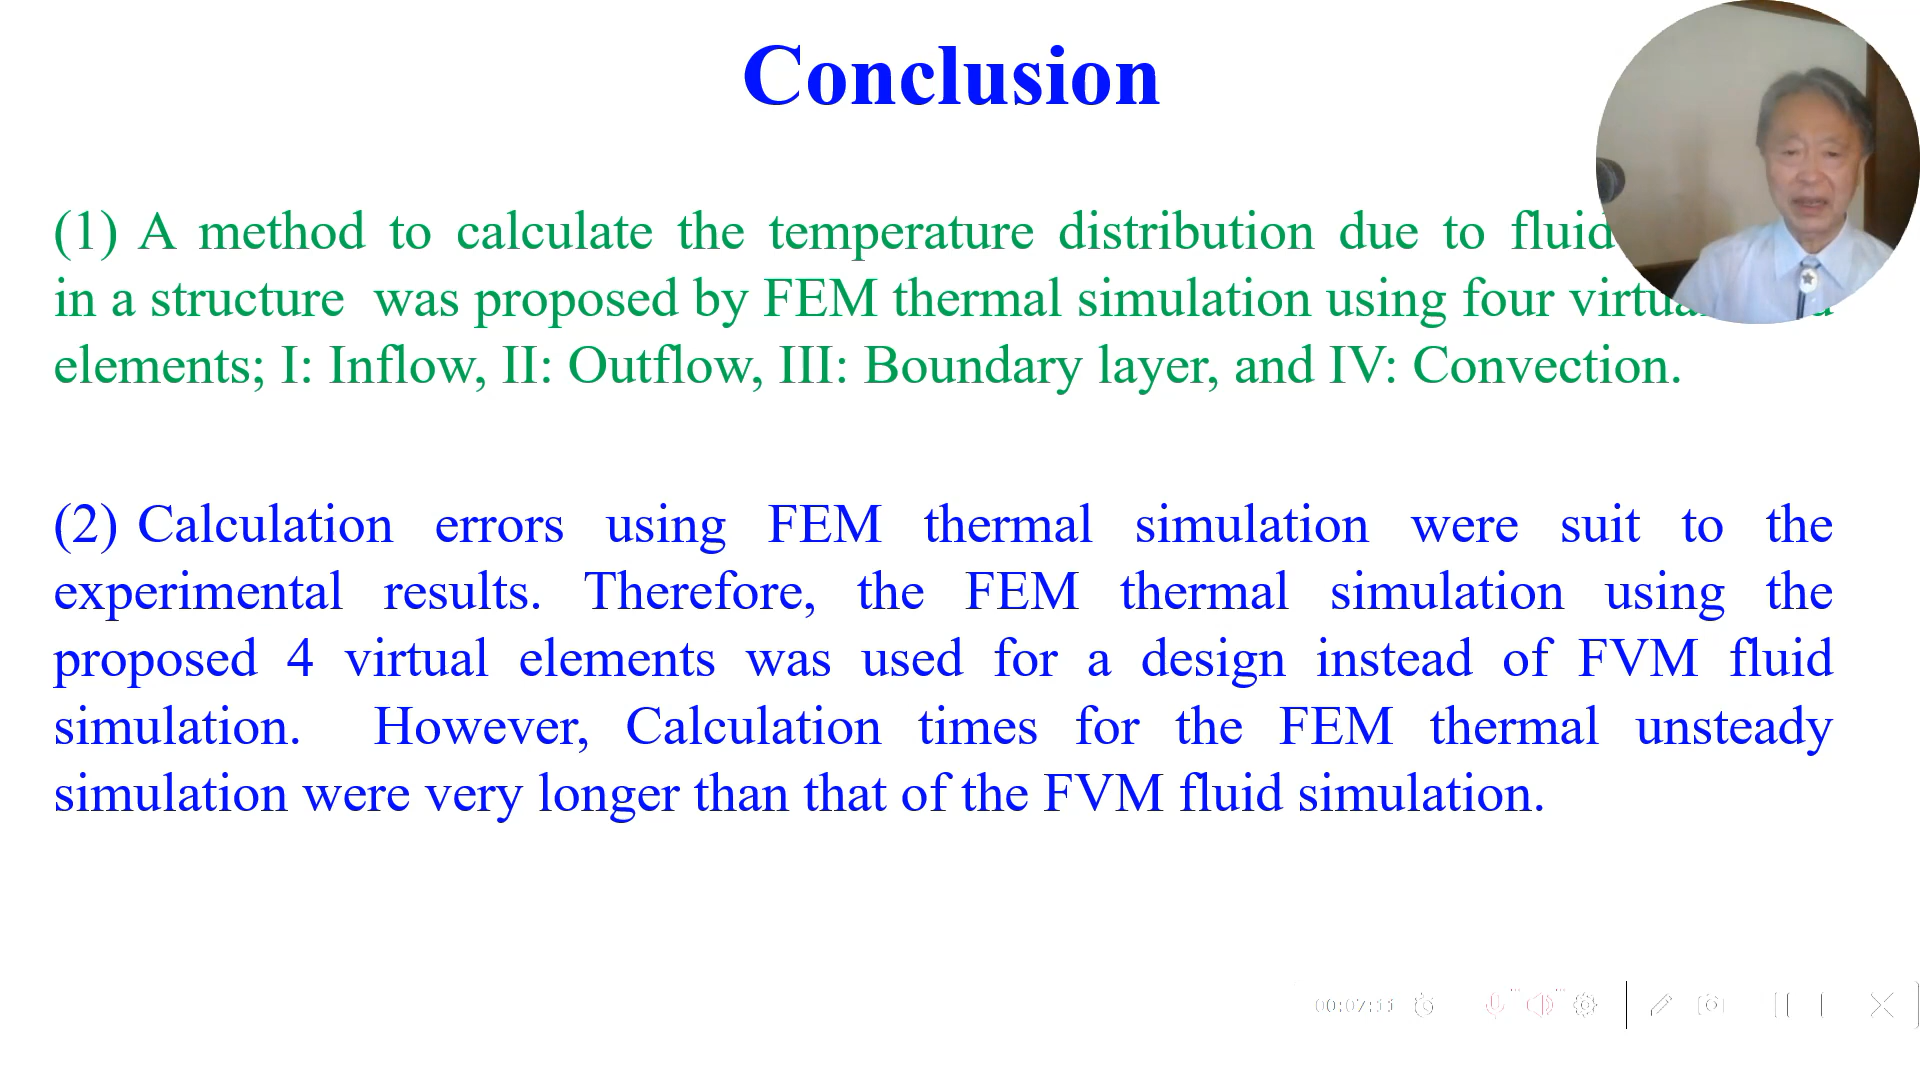 Conclusion
(1) A method to calculate the temperature distribution due to fluid
in a structure was proposed by FEM thermal simulation using four
elements; I: Inflow, II: Outflow, III: Boundary layer, and IV: Convection.
(2) Calculation errors using FEM thermal simulation were suit to the
experimental results. Therefore, the FEM thermal simulation using the
proposed 4 virtual elements was used for a design instead of FVM fluid
simulation. However, Calculation times for the FEM thermal unsteady
simulation were very longer than that of the FVM fluid simulation.